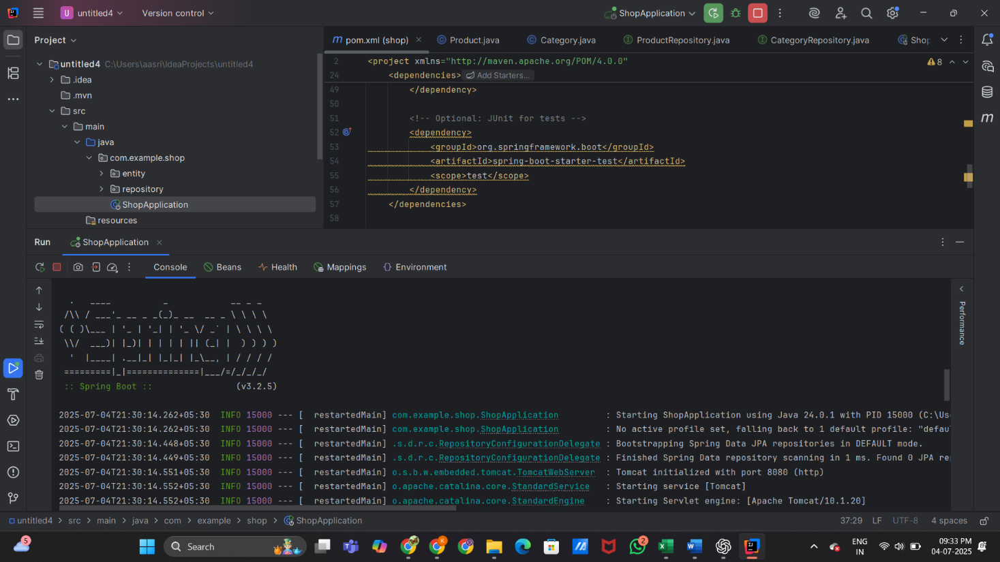 U untitled4
Version control
ShopApplication
Project
pom.xml (shop)
Product.java
Category.java
ProductRepository.java
CategoryRepository.java
Shop
untitled4 C:\Users\aasri\IdeaProjects\untitled4
.idea
.mvn
src
main
java
com.example.shop
entity
repository
ShopApplication
resources
2 <project xmlns="http://maven.apache.org/POM/4.0.0"
8
24 <dependencies> Add Starters...
49 </dependency>
50
51 <!-- Optional: JUnit for tests -->
52 <dependency>
53 <groupId>org.springframework.boot</groupId>
54 <artifactId>spring-boot-starter-test</artifactId>
55 <scope>test</scope>
56 </dependency>
57 </dependencies>
58
Run ShopApplication
Console Beans Health Mappings Environment
Performance
  .   ____          _            __ _ _
 /\\ / ___'_ __ _ _(_)_ __  __ _ \ \ \ \
( ( )\___ | '_ | '_| | '_ \/ _` | \ \ \ \
 \\/  ___)| |_)| | | | | || (_| |  ) ) ) )
  '  |____| .__|_| |_|_| |_\__, | / / / /
 =========|_|==============|___/=/_/_/_/
:: Spring Boot :: (v3.2.5)
2025-07-04T21:30:14.262+05:30 INFO 15000 --- [ restartedMain] com.example.shop.ShopApplication : Starting ShopApplication using Java 24.0.1 with PID 15000 (C:\Use
2025-07-04T21:30:14.262+05:30 INFO 15000 --- [ restartedMain] com.example.shop.ShopApplication : No active profile set, falling back to 1 default profile: "defau
2025-07-04T21:30:14.448+05:30 INFO 15000 --- [ restartedMain] .s.d.r.c.RepositoryConfigurationDelegate : Bootstrapping Spring Data JPA repositories in DEFAULT mode.
2025-07-04T21:30:14.449+05:30 INFO 15000 --- [ restartedMain] .s.d.r.c.RepositoryConfigurationDelegate : Finished Spring Data repository scanning in 1 ms. Found 0 JPA rep
2025-07-04T21:30:14.551+05:30 INFO 15000 --- [ restartedMain] o.s.b.w.embedded.tomcat.TomcatWebServer : Tomcat initialized with port 8080 (http)
2025-07-04T21:30:14.552+05:30 INFO 15000 --- [ restartedMain] o.apache.catalina.core.StandardService : Starting service [Tomcat]
2025-07-04T21:30:14.552+05:30 INFO 15000 --- [ restartedMain] o.apache.catalina.core.StandardEngine : Starting Servlet engine: [Apache Tomcat/10.1.20]
untitled4 > src > main > java > com > example > shop > ShopApplication
37:29 LF UTF-8 4 spaces
5
Search
2
ENG
IN
09:33 PM
04-07-2025